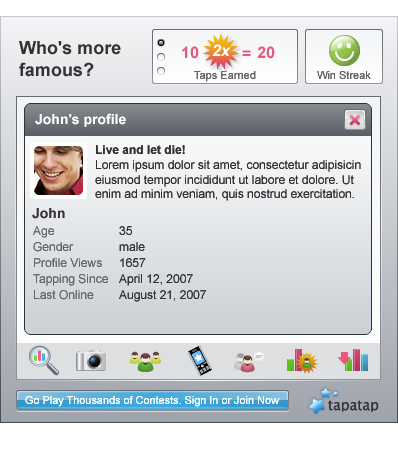 Who's more
famous?
10 2x = 20
Taps Earned
Win Streak
John's profile
Live and let die!
Lorem ipsum dolor sit amet, consectetur adipisicin
eiusmod tempor incididunt ut labore et dolore. Ut
enim ad minim veniam, quis nostrud exercitation.
John
Age 35
Gender male
Profile Views 1657
Tapping Since April 12, 2007
Last Online August 21, 2007
Go Play Thousands of Contests. Sign In or Join Now
tapatap